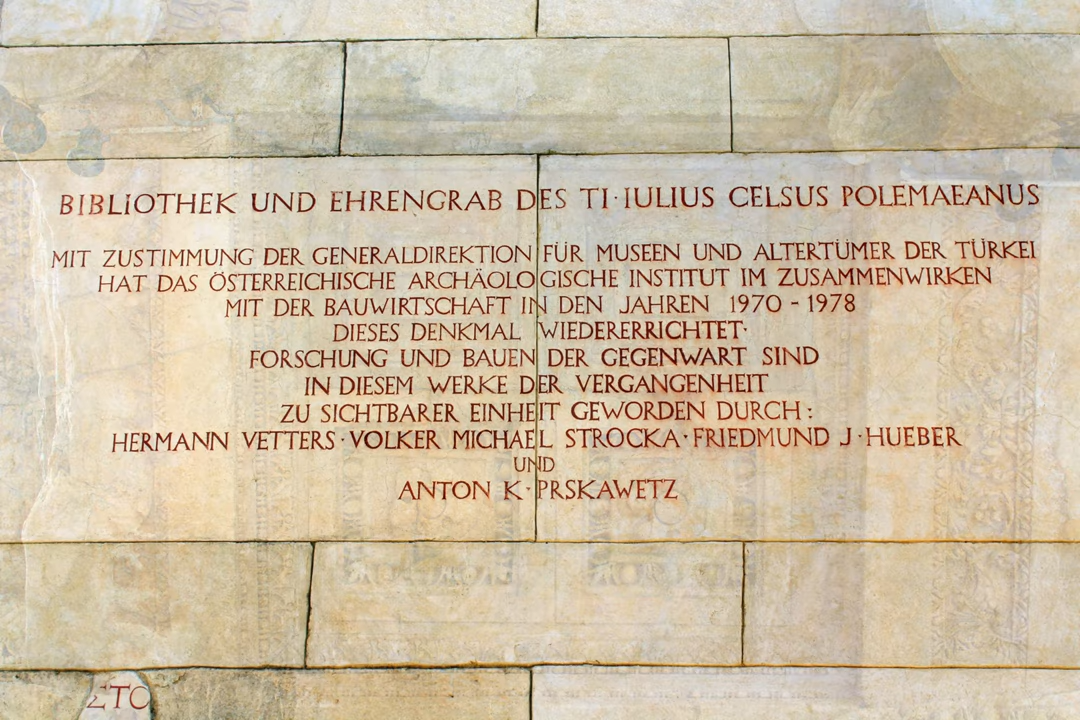 BIBLIOTHEK UND EHRENGRAB DES TI·IULIUS CELSUS POLEMAEANUS
MIT ZUSTIMMUNG DER GENERALDIREKTION FÜR MUSEEN UND ALTERTÜMER DER TÜRKEI
HAT DAS ÖSTERREICHISCHE ARCHÄOLOGISCHE INSTITUT IM ZUSAMMENWIRKEN
MIT DER BAUWIRTSCHAFT IN DEN JAHREN 1970 - 1978
DIESES DENKMAL WIEDERERRICHTET·
FORSCHUNG UND BAUEN DER GEGENWART SIND
IN DIESEM WERKE DER VERGANGENHEIT
ZU SICHTBARER EINHEIT GEWORDEN DURCH:
HERMANN VETTERS·VOLKER MICHAEL STROCKA·FRIEDMUND J·HUEBER
UND
ANTON K·PRSKAWETZ
ΣΤΟ